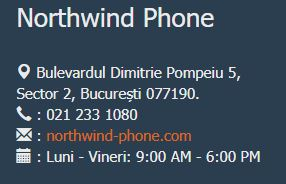 Northwind Phone
Bulevardul Dimitrie Pompeiu 5,
Sector 2, București 077190.
: 021 233 1080
: northwind-phone.com
: Luni - Vineri: 9:00 AM - 6:00 PM